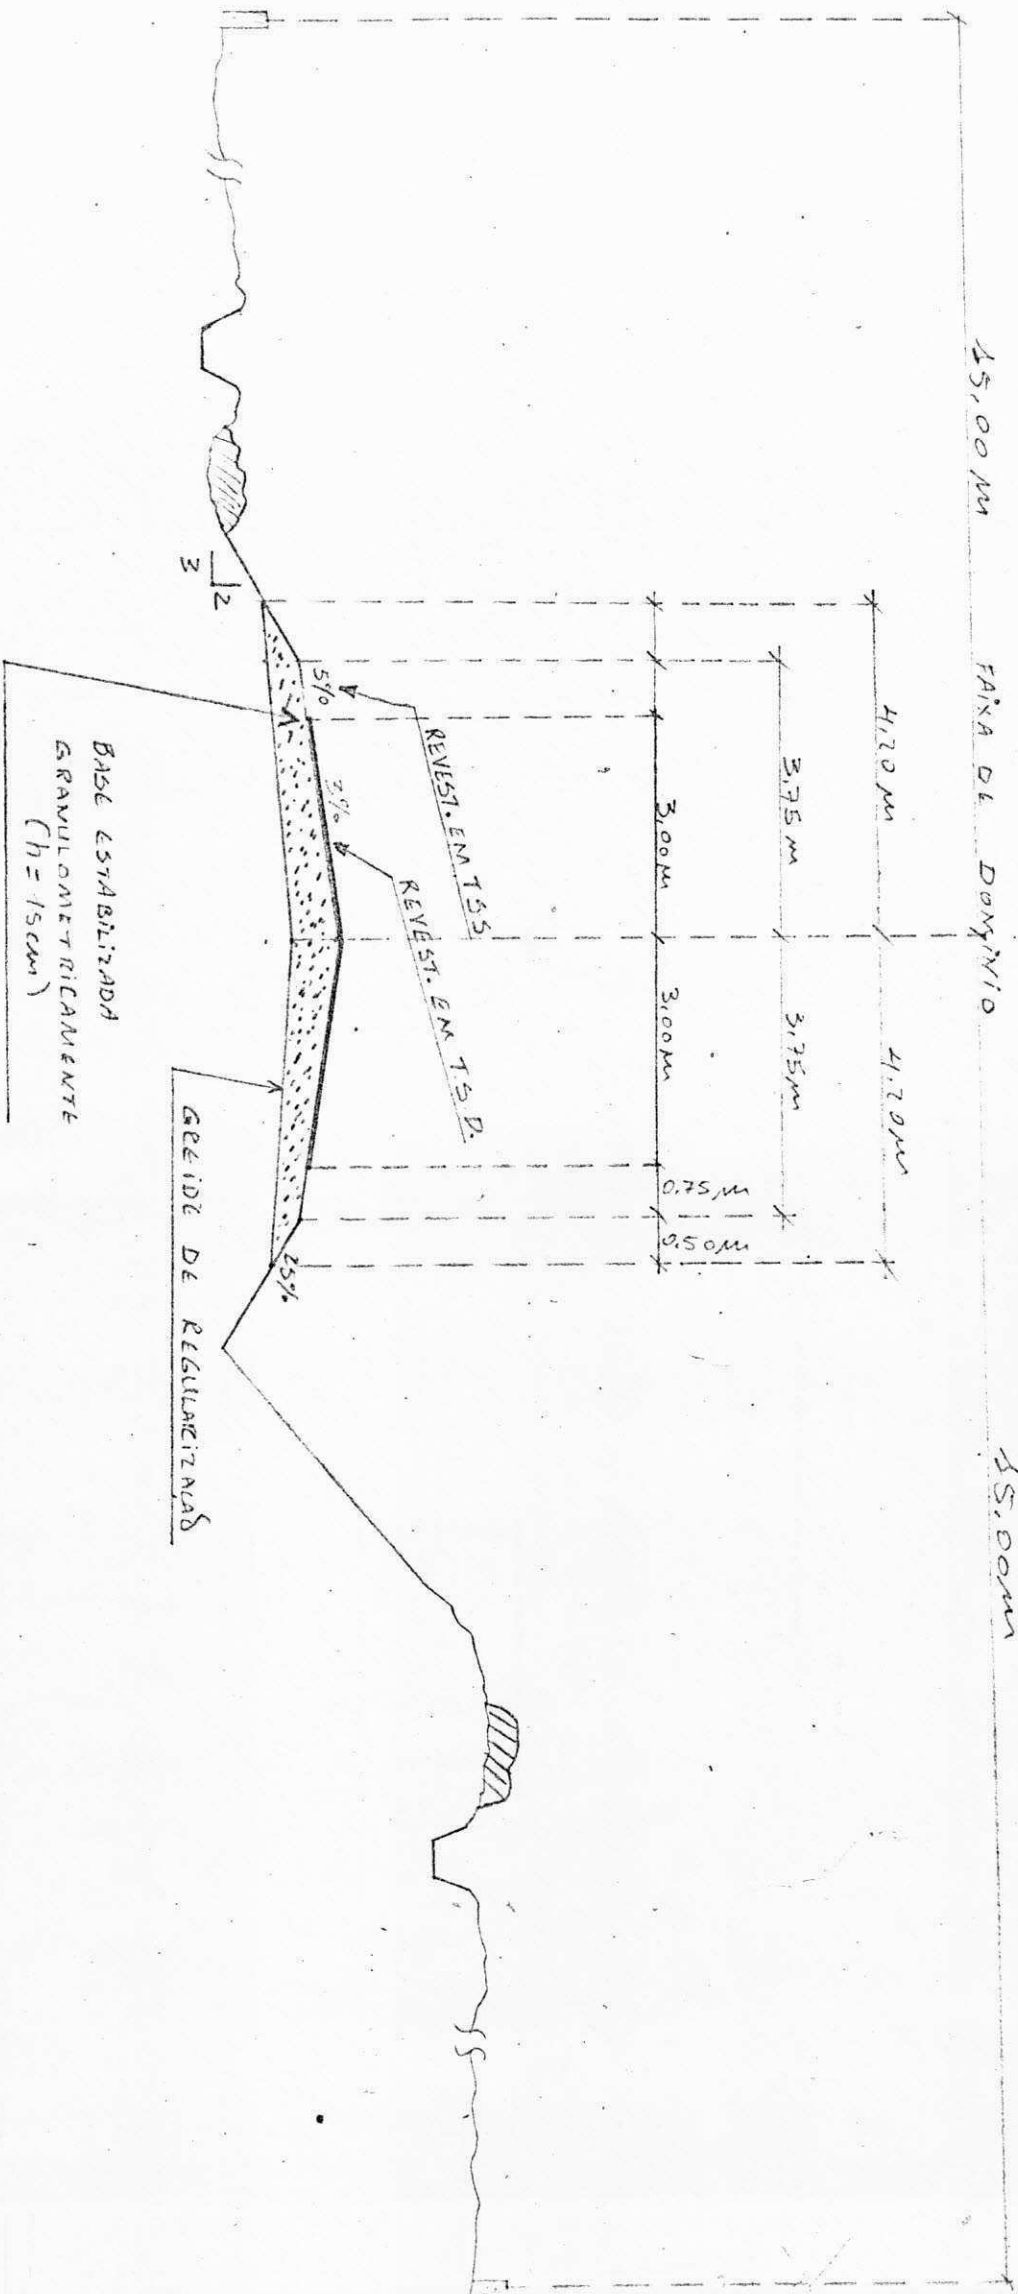 15,00 m FAIXA DE DOMÍNIO 15,00m
4,20 m 4,20m
3,75 m 3,75m
3,00m 3,00m 0.75m 0.50m
REVEST. EM TSS
REVEST. EM T.S.D.
5% 3% 25%
2
3
GREIDE DE REGULARIZAÇÃO
BASE ESTABILIZADA
GRANULOMETRICAMENTE
(h = 15cm)